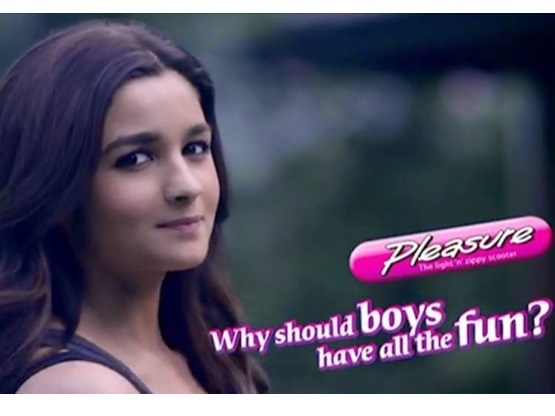 Pleasure
The light 'n' zippy scooter
Why should boys
have all the fun?